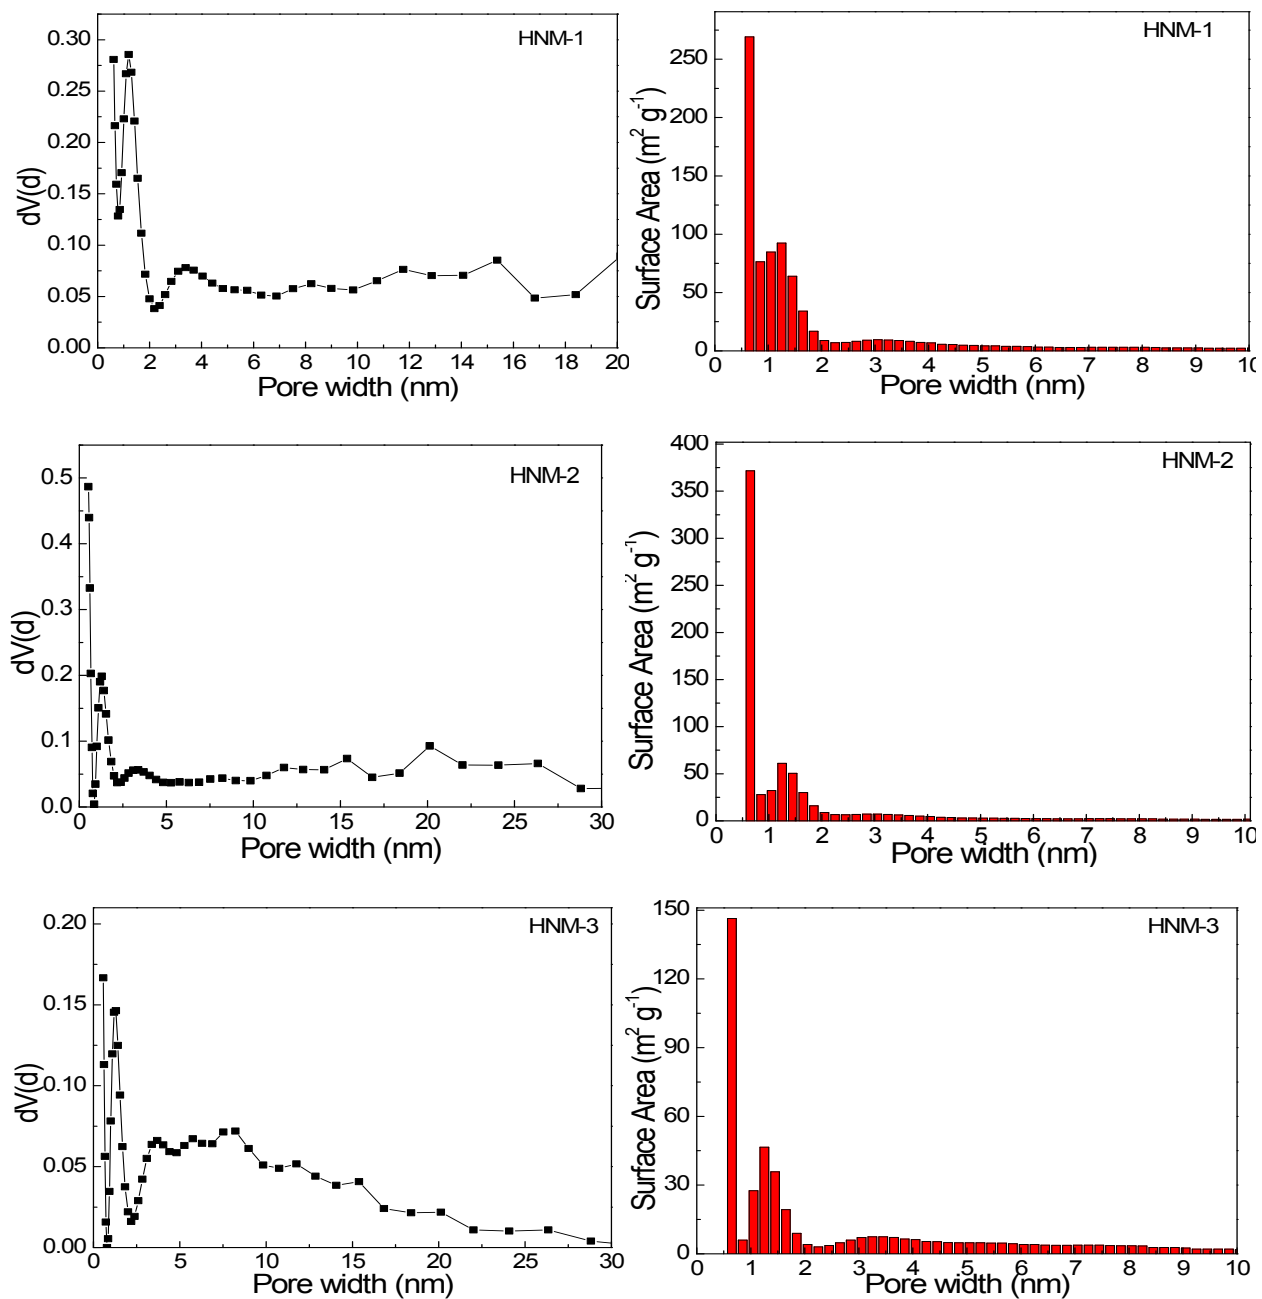 HNM-1
0.30
0.25
0.20
0.15
0.10
0.05
0.00
dV(d)
0 2 4 6 8 10 12 14 16 18 20
Pore width (nm)
HNM-1
250
200
150
100
50
0
Surface Area (m² g⁻¹)
0 1 2 3 4 5 6 7 8 9 10
Pore width (nm)
HNM-2
0.5
0.4
0.3
0.2
0.1
0.0
dV(d)
0 5 10 15 20 25 30
Pore width (nm)
HNM-2
400
350
300
250
200
150
100
50
0
Surface Area (m² g⁻¹)
0 1 2 3 4 5 6 7 8 9 10
Pore width (nm)
HNM-3
0.20
0.15
0.10
0.05
0.00
dV(d)
0 5 10 15 20 25 30
Pore width (nm)
HNM-3
150
120
90
60
30
0
Surface Area (m² g⁻¹)
0 1 2 3 4 5 6 7 8 9 10
Pore width (nm)